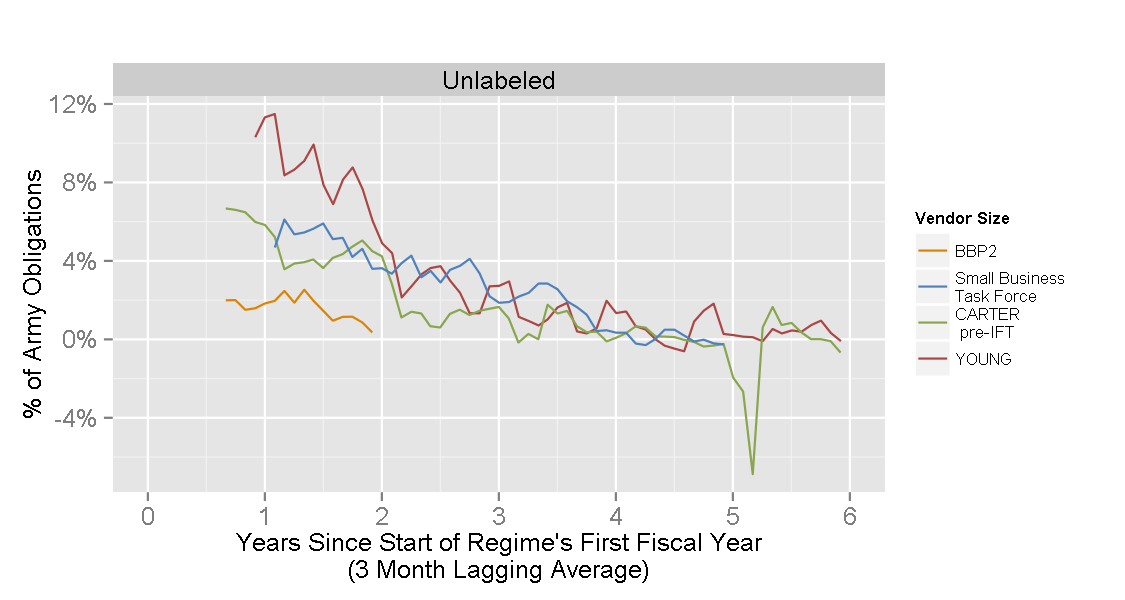 Unlabeled
12%
8%
4%
0%
-4%
% of Army Obligations
0 1 2 3 4 5 6
Years Since Start of Regime's First Fiscal Year
(3 Month Lagging Average)
Vendor Size
BBP2
Small Business
Task Force
CARTER
pre-IFT
YOUNG